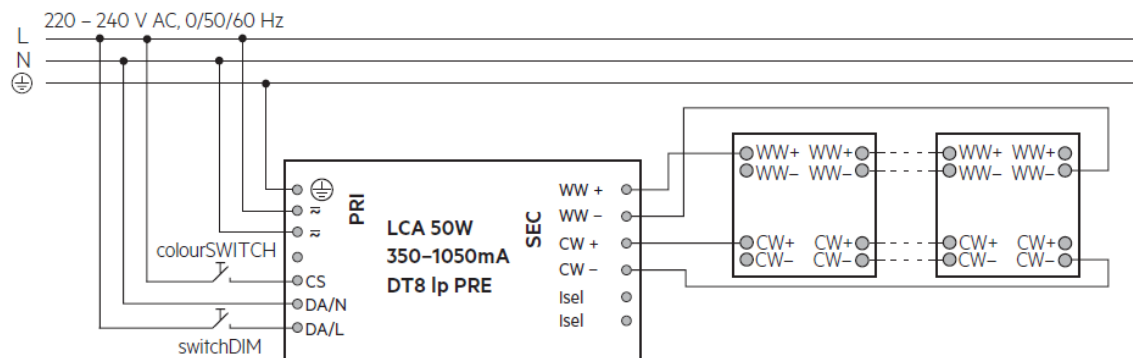 220 – 240 V AC, 0/50/60 Hz
L
N
WW+ WW+ WW+ WW+
WW– WW– WW– WW–
PRI
SEC
WW +
≂
LCA 50W
WW –
≂
350–1050mA
CW +
CW+ CW+ CW+ CW+
colourSWITCH
DT8 lp PRE
CW –
CW– CW– CW– CW–
CS
Isel
DA/N
Isel
DA/L
switchDIM